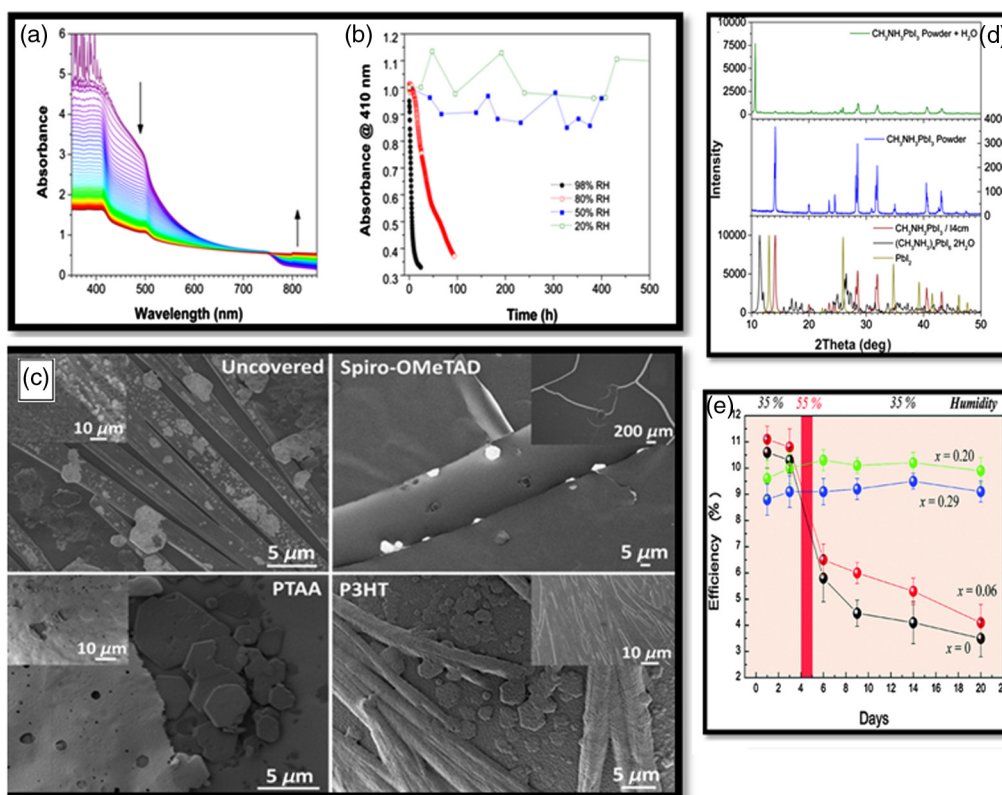 (a)
6
5
4
3
2
1
0
Absorbance
400 500 600 700 800
Wavelength (nm)
(b)
1.2
1.1
1.0
0.9
0.8
0.7
0.6
0.5
0.4
0.3
Absorbance @ 410 nm
98% RH
80% RH
50% RH
20% RH
0 100 200 300 400 500
Time (h)
(c)
Uncovered
10 µm
5 µm
Spiro-OMeTAD
200 µm
5 µm
PTAA
10 µm
5 µm
P3HT
10 µm
5 µm
(d)
CH₃NH₃PbI₃ Powder + H₂O
10000
7500
5000
2500
0
CH₃NH₃PbI₃ Powder
400
300
200
100
0
CH₃NH₃PbI₃ / I4cm
(CH₃NH₃)₄PbI₆ 2H₂O
PbI₂
10000
5000
0
Intensity
10 20 30 40 50
2Theta (deg)
(e)
35 % 55 % 35 % Humidity
12
11
10
9
8
7
6
5
4
3
2
Efficiency (%)
x = 0.20
x = 0.29
x = 0.06
x = 0
0 2 4 6 8 10 12 14 16 18 20 2
Days